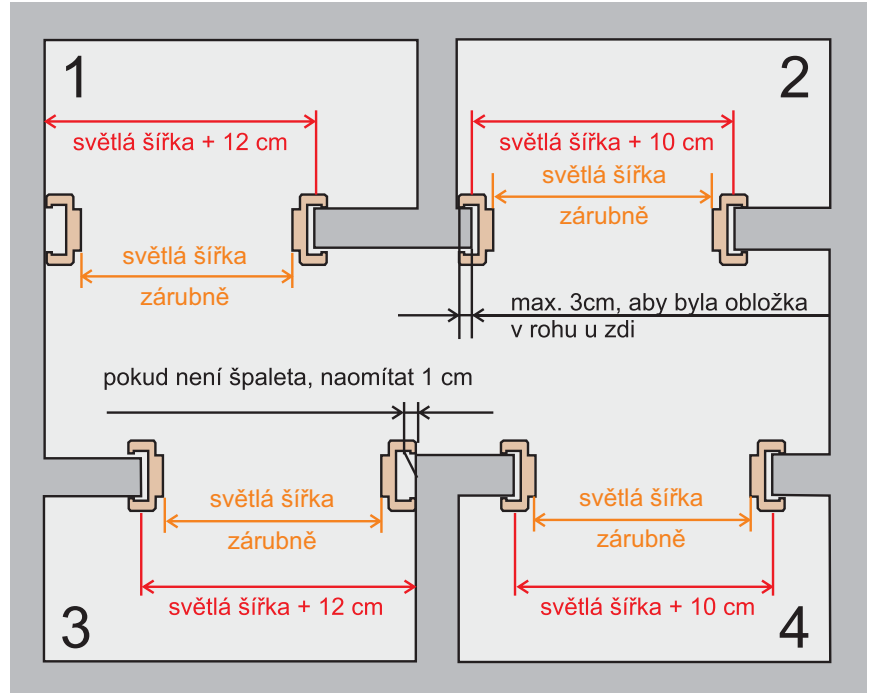 1
2
světlá šířka + 12 cm
světlá šířka + 10 cm
světlá šířka
zárubně
světlá šířka
zárubně
max. 3cm, aby byla obložka
v rohu u zdi
pokud není špaleta, naomítat 1 cm
světlá šířka
zárubně
světlá šířka
zárubně
světlá šířka + 12 cm
světlá šířka + 10 cm
3
4